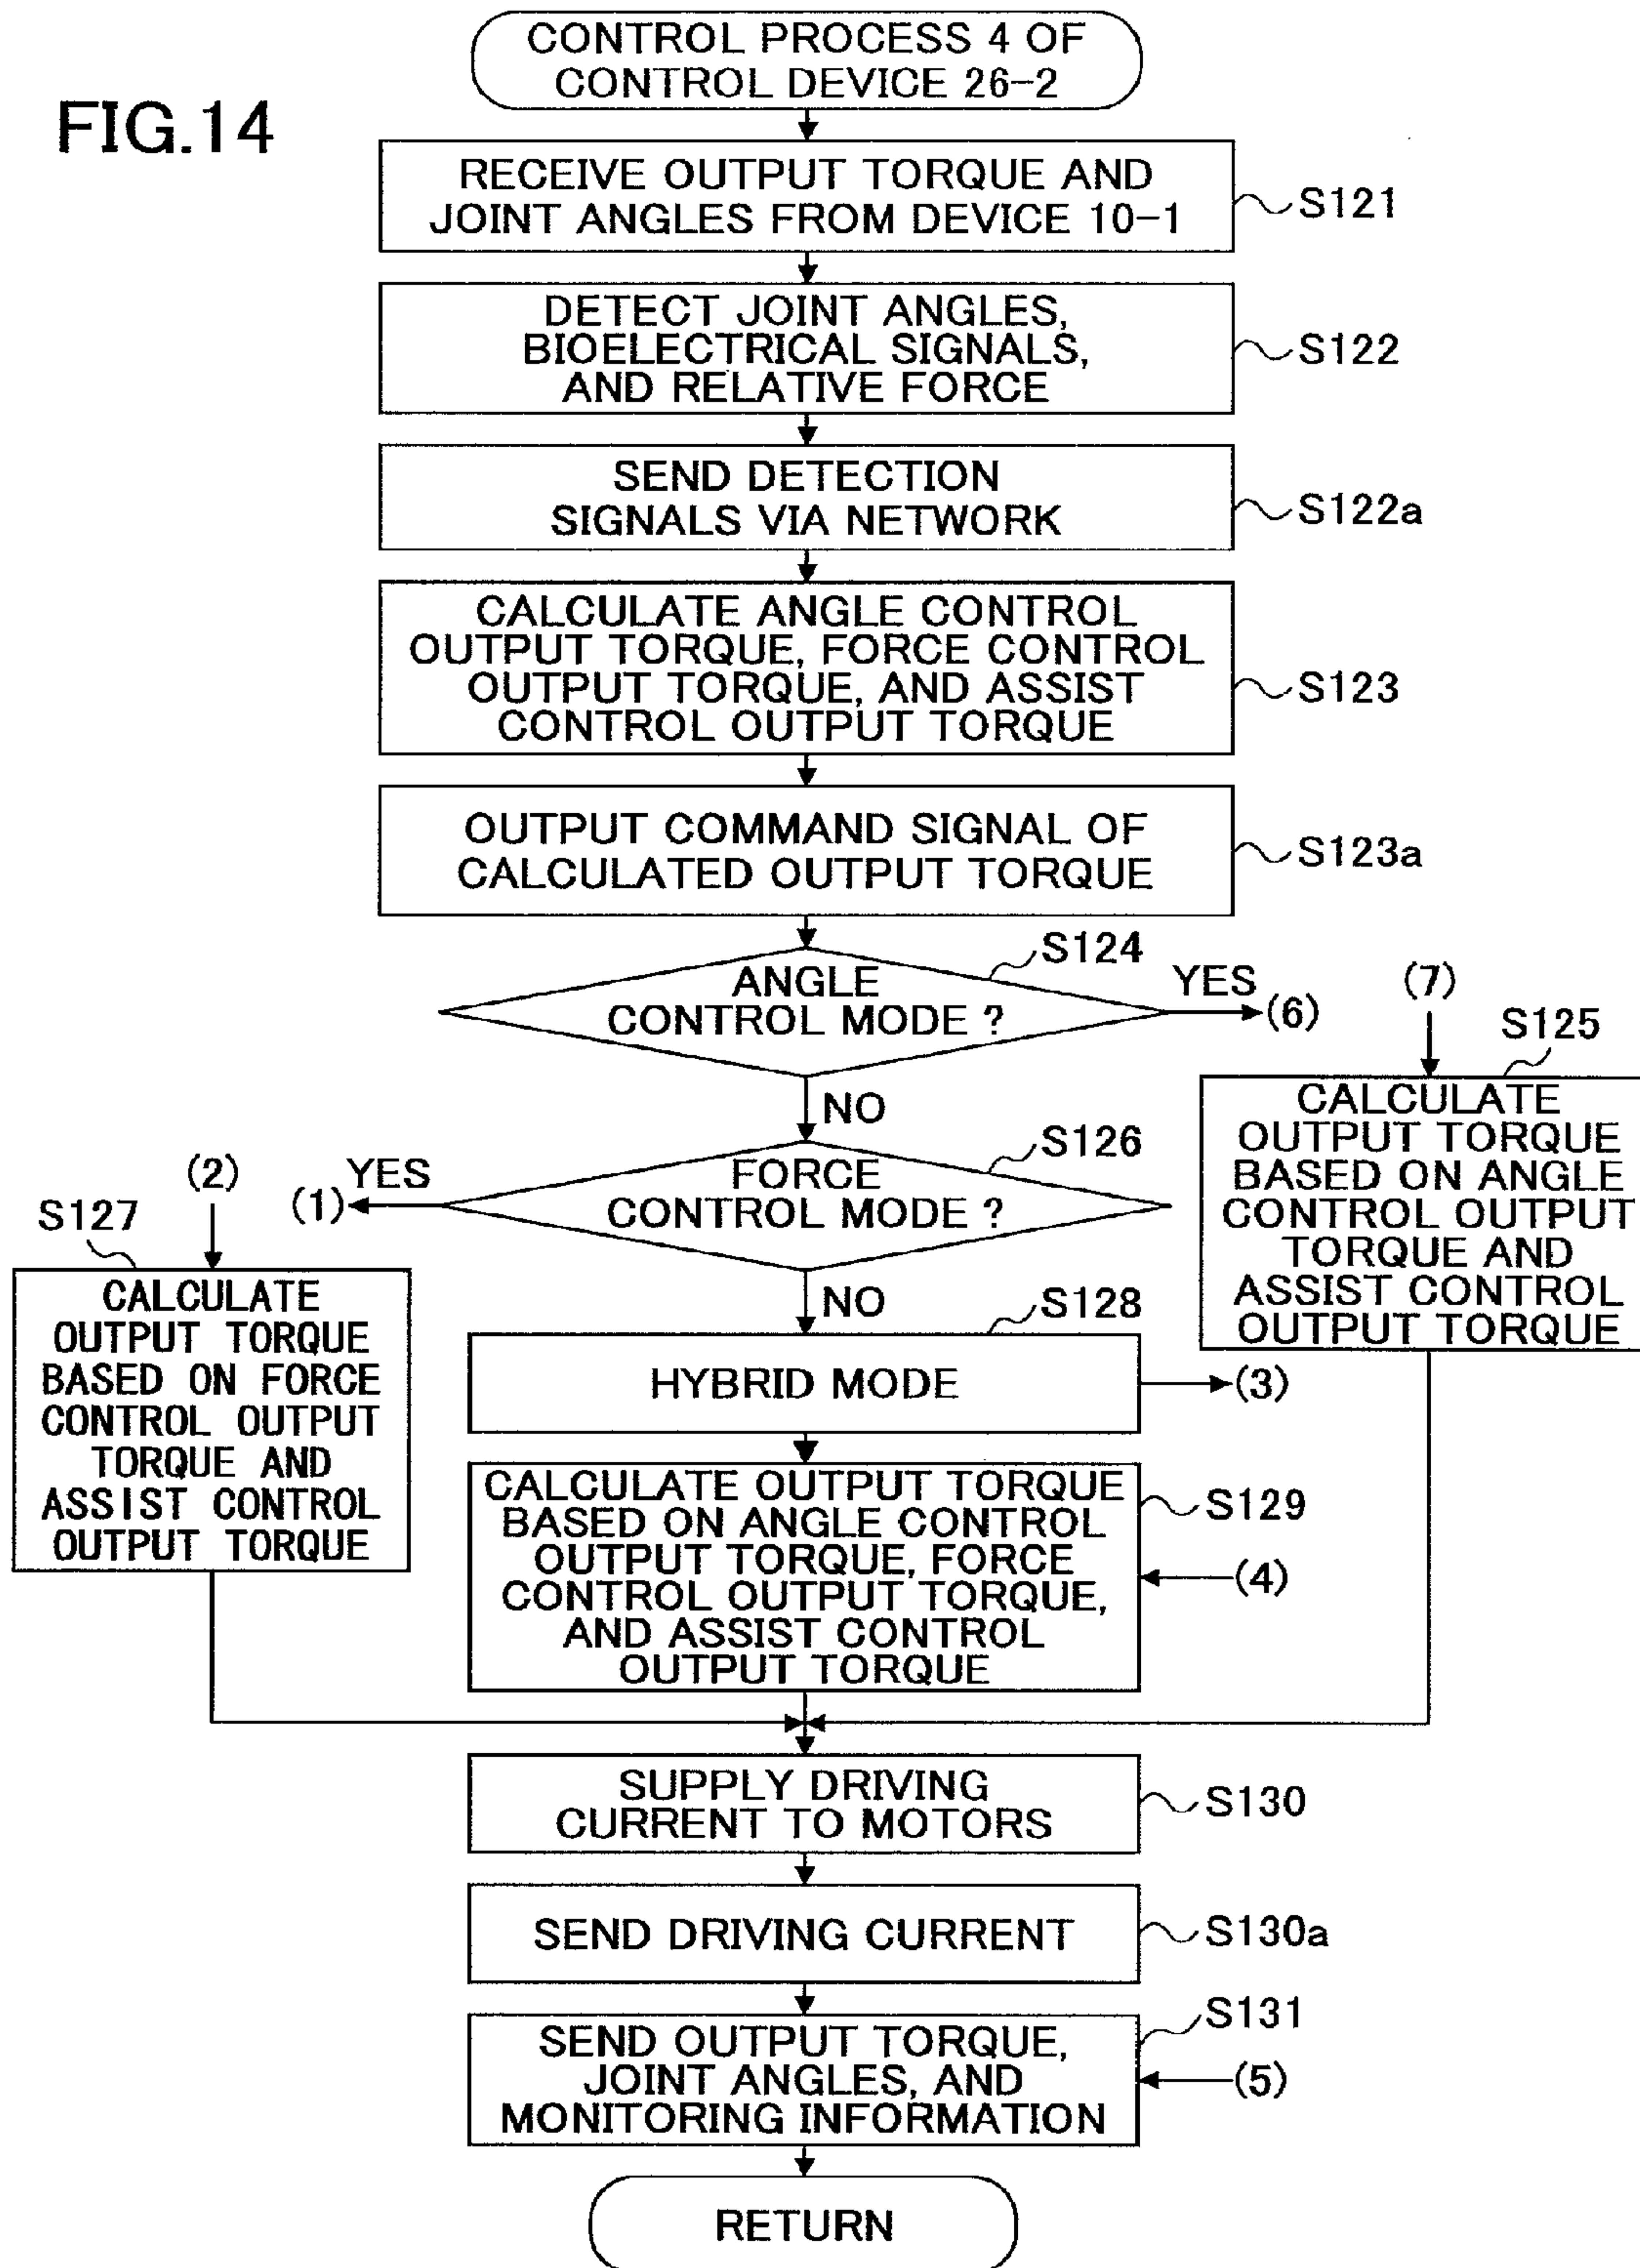 FIG.14
CONTROL PROCESS 4 OF
CONTROL DEVICE 26-2
RECEIVE OUTPUT TORQUE AND
JOINT ANGLES FROM DEVICE 10-1
S121
DETECT JOINT ANGLES,
BIOELECTRICAL SIGNALS,
AND RELATIVE FORCE
S122
SEND DETECTION
SIGNALS VIA NETWORK
S122a
CALCULATE ANGLE CONTROL
OUTPUT TORQUE, FORCE CONTROL
OUTPUT TORQUE, AND ASSIST
CONTROL OUTPUT TORQUE
S123
OUTPUT COMMAND SIGNAL OF
CALCULATED OUTPUT TORQUE
S123a
S124
ANGLE
CONTROL MODE ?
YES
(6)
(7)
S125
CALCULATE
OUTPUT TORQUE
BASED ON ANGLE
CONTROL OUTPUT
TORQUE AND
ASSIST CONTROL
OUTPUT TORQUE
NO
S126
FORCE
CONTROL MODE ?
YES
(1)
(2)
S127
CALCULATE
OUTPUT TORQUE
BASED ON FORCE
CONTROL OUTPUT
TORQUE AND
ASSIST CONTROL
OUTPUT TORQUE
NO
S128
HYBRID MODE
(3)
CALCULATE OUTPUT TORQUE
BASED ON ANGLE CONTROL
OUTPUT TORQUE, FORCE
CONTROL OUTPUT TORQUE,
AND ASSIST CONTROL
OUTPUT TORQUE
S129
(4)
SUPPLY DRIVING
CURRENT TO MOTORS
S130
SEND DRIVING CURRENT
S130a
S131
SEND OUTPUT TORQUE,
JOINT ANGLES, AND
MONITORING INFORMATION
(5)
RETURN